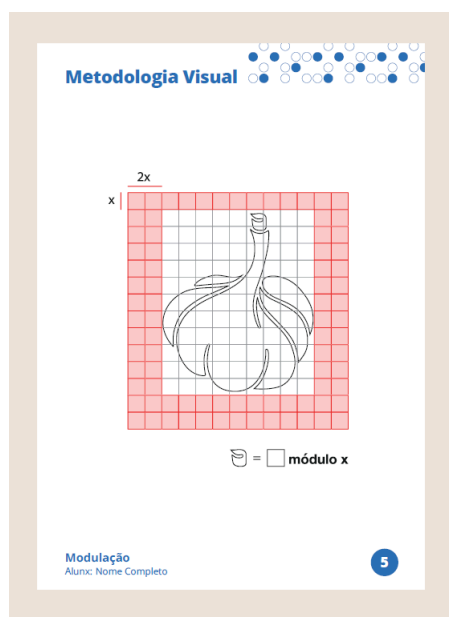 Metodologia Visual
2x
x
= módulo x
Modulação
Alunx: Nome Completo
5